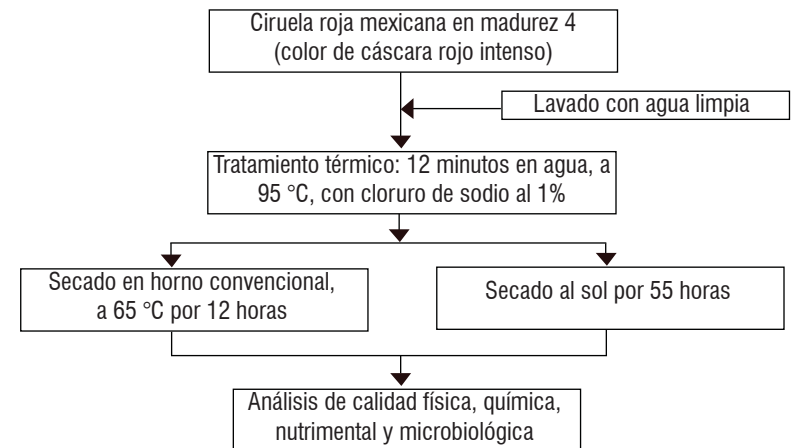 Ciruela roja mexicana en madurez 4
(color de cáscara rojo intenso)
Lavado con agua limpia
Tratamiento térmico: 12 minutos en agua, a
95 °C, con cloruro de sodio al 1%
Secado en horno convencional,
a 65 °C por 12 horas
Secado al sol por 55 horas
Análisis de calidad física, química,
nutrimental y microbiológica